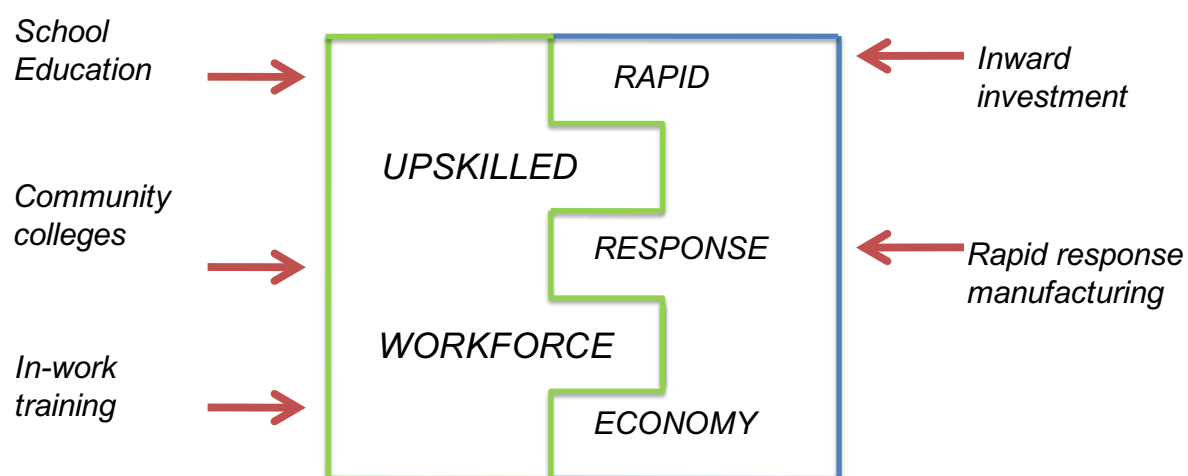 School
Education
Community
colleges
In-work
training
UPSKILLED
WORKFORCE
RAPID
RESPONSE
ECONOMY
Inward
investment
Rapid response
manufacturing